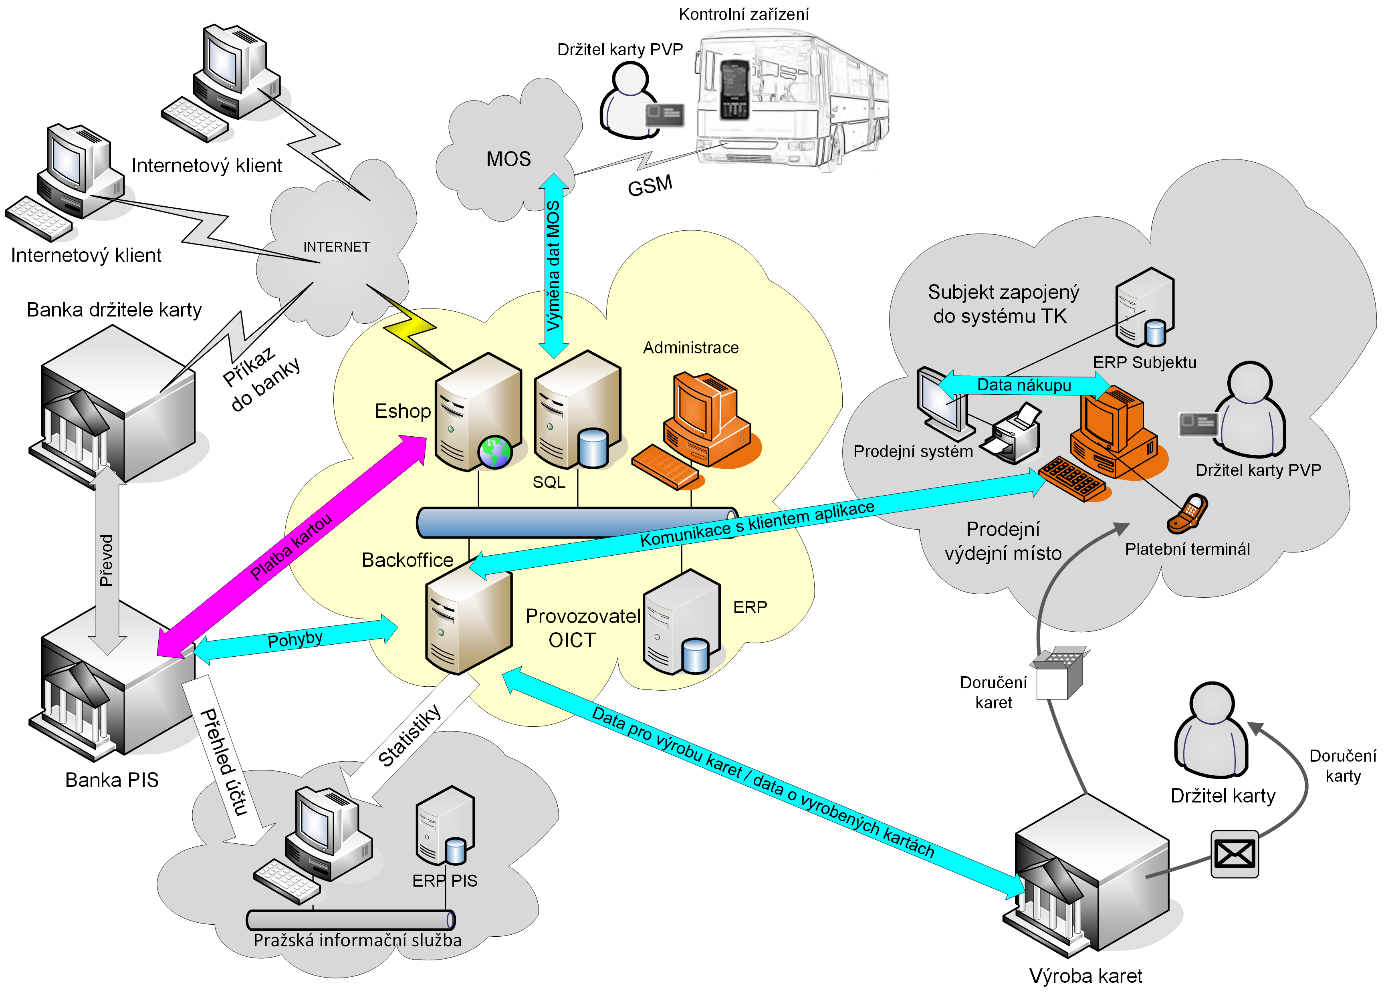 Kontrolní zařízení
Držitel karty PVP
MOS
GSM
Internetový klient
Internetový klient
INTERNET
Výměna dat MOS
Banka držitele karty
Příkaz
do banky
Subjekt zapojený
do systému TK
ERP Subjektu
Administrace
Eshop
SQL
Data nákupu
Prodejní systém
Držitel karty PVP
Platba kartou
Komunikace s klientem aplikace
Prodejní
výdejní místo
Platební terminál
Převod
Backoffice
Provozovatel
OICT
ERP
Pohyby
Doručení
karet
Data pro výrobu karet / data o vyrobených kartách
Statistiky
Přehled účtu
Banka PIS
Držitel karty
Doručení
karty
ERP PIS
Pražská informační služba
Výroba karet